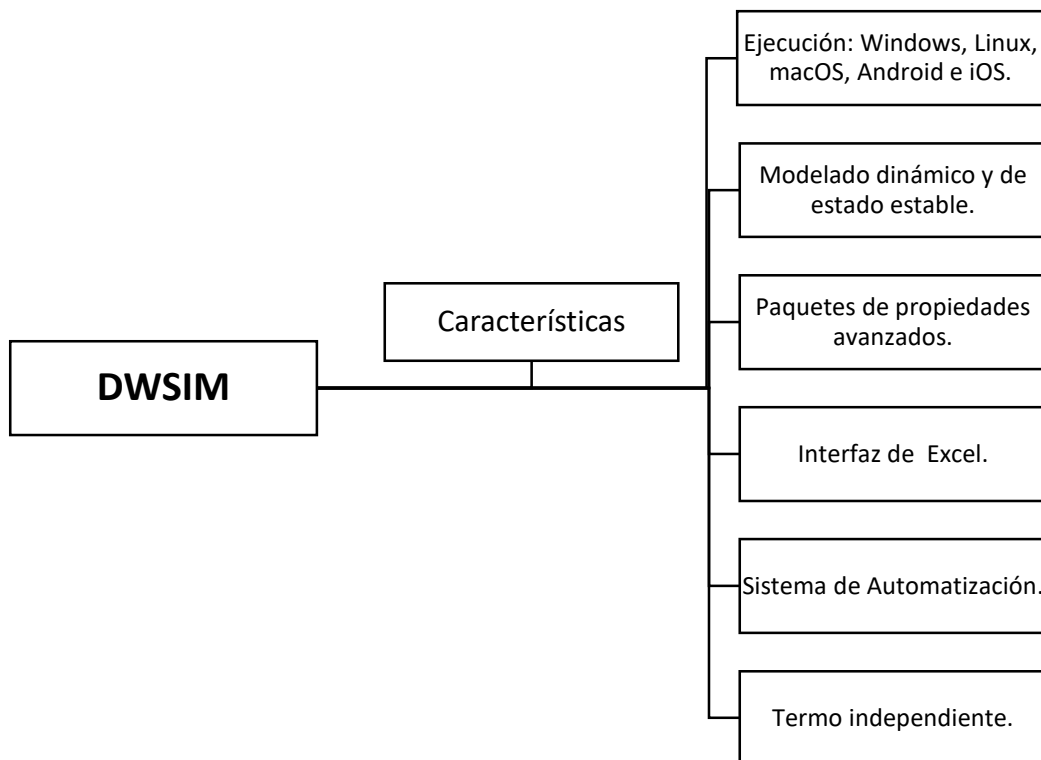 DWSIM
Características
Ejecución: Windows, Linux,
macOS, Android e iOS.
Modelado dinámico y de
estado estable.
Paquetes de propiedades
avanzados.
Interfaz de  Excel.
Sistema de Automatización.
Termo independiente.